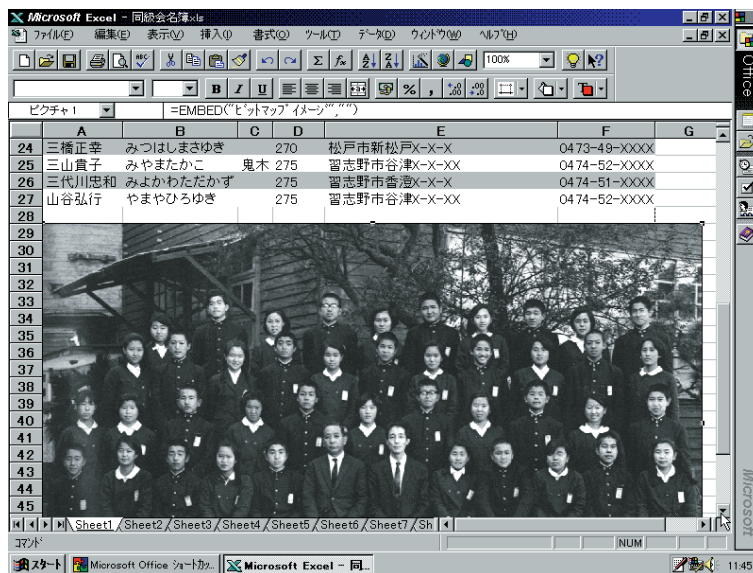 Microsoft Excel - 同級会名簿.xls
ファイル(F) 編集(E) 表示(V) 挿入(I) 書式(O) ツール(T) データ(D) ウィンドウ(W) ヘルプ(H)
100%
B I U % ,
ピクチャ 1 =EMBED("ビットマップ イメージ","")
A B C D E F G
24 三橋正幸 みつはしまさゆき 270 松戸市新松戸X-X-X 0473-49-XXXX
25 三山貴子 みやまたかこ 鬼木 275 習志野市谷津X-X-XX 0474-52-XXXX
26 三代川忠和 みよかわただかず 275 習志野市香澄X-X-X 0474-51-XXXX
27 山谷弘行 やまやひろゆき 275 習志野市谷津X-X-XX 0474-52-XXXX
28
29
30
31
32
33
34
35
36
37
38
39
40
41
42
43
44
45
Sheet1 Sheet2 Sheet3 Sheet4 Sheet5 Sheet6 Sheet7 Sh
コマンド NUM
スタート Microsoft Office ショートカッ... Microsoft Excel - 同... 11:45
Office
Microsoft